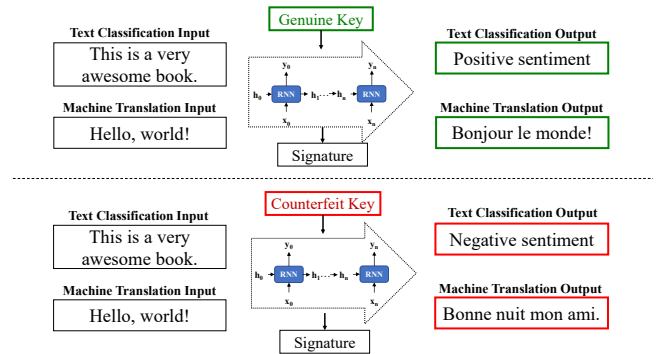 Genuine Key
Text Classification Input
This is a very
awesome book.
Machine Translation Input
Hello, world!
y0 yn
h0 RNN h1 ... hn RNN
x0 xn
Signature
Text Classification Output
Positive sentiment
Machine Translation Output
Bonjour le monde!
Counterfeit Key
Text Classification Input
This is a very
awesome book.
Machine Translation Input
Hello, world!
y0 yn
h0 RNN h1 ... hn RNN
x0 xn
Signature
Text Classification Output
Negative sentiment
Machine Translation Output
Bonne nuit mon ami.